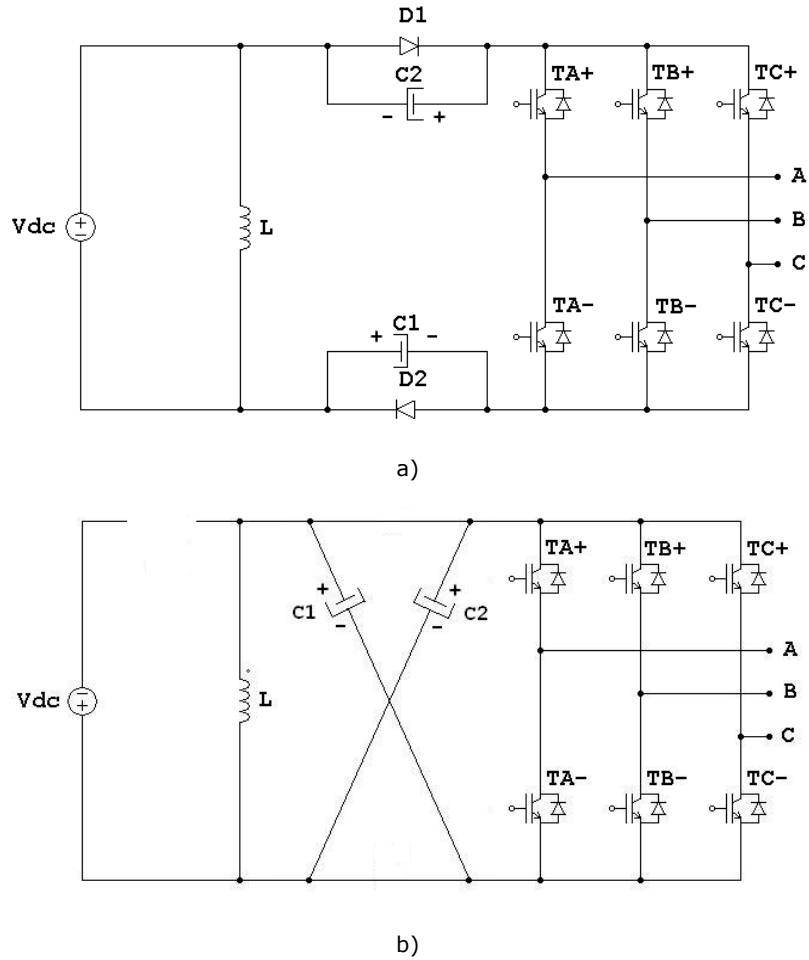 D1
C2
- +
TA+ TB+ TC+
A
Vdc + - L
B
C
C1
+ -
TA- TB- TC-
D2
a)
TA+ TB+ TC+
+ +
C1 C2
- -
A
Vdc - + L
B
C
TA- TB- TC-
b)